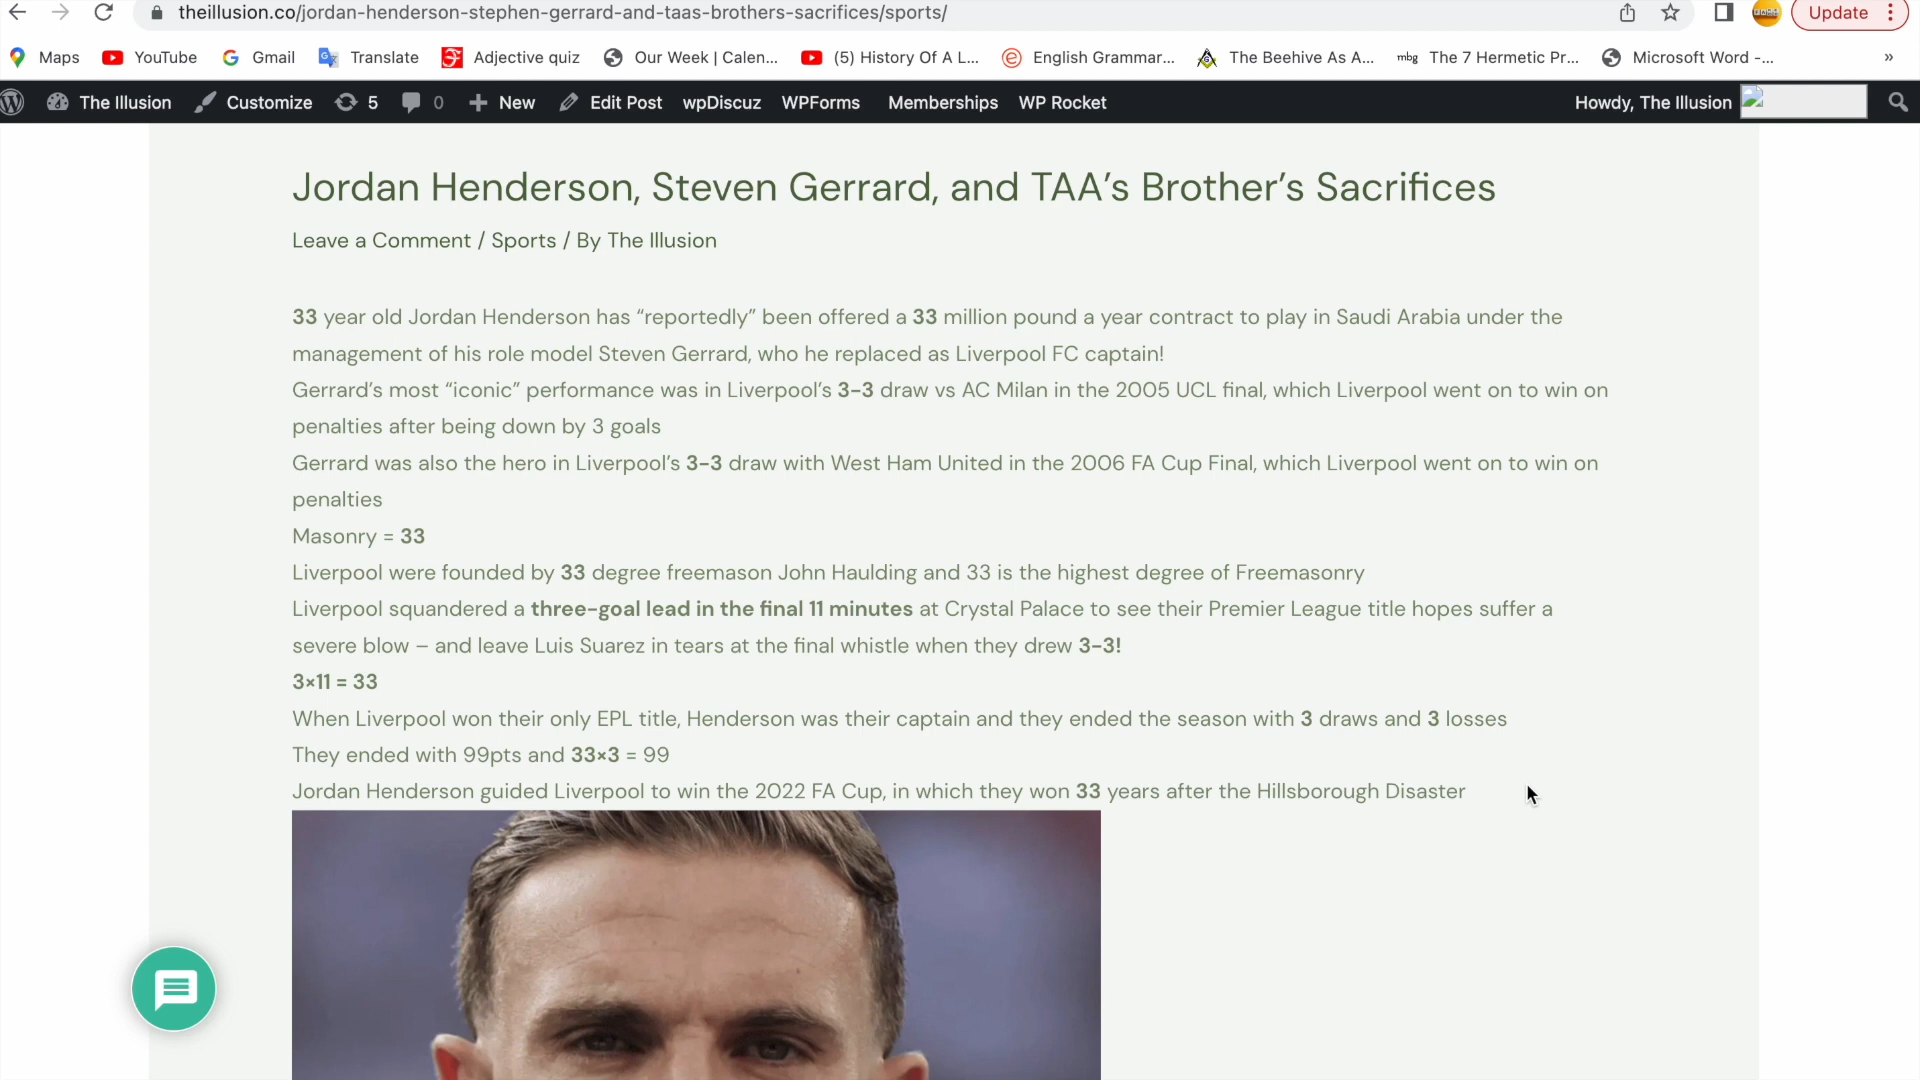 theillusion.co/jordan-henderson-stephen-gerrard-and-taas-brothers-sacrifices/sports/
Update
Maps YouTube Gmail Translate Adjective quiz Our Week | Calen... (5) History Of A L... English Grammar... The Beehive As A... mbg The 7 Hermetic Pr... Microsoft Word -... »
The Illusion Customize 5 0 New Edit Post wpDiscuz WPForms Memberships WP Rocket Howdy, The Illusion
Jordan Henderson, Steven Gerrard, and TAA’s Brother’s Sacrifices
Leave a Comment / Sports / By The Illusion
33 year old Jordan Henderson has “reportedly” been offered a 33 million pound a year contract to play in Saudi Arabia under the
management of his role model Steven Gerrard, who he replaced as Liverpool FC captain!
Gerrard’s most “iconic” performance was in Liverpool’s 3-3 draw vs AC Milan in the 2005 UCL final, which Liverpool went on to win on
penalties after being down by 3 goals
Gerrard was also the hero in Liverpool’s 3-3 draw with West Ham United in the 2006 FA Cup Final, which Liverpool went on to win on
penalties
Masonry = 33
Liverpool were founded by 33 degree freemason John Haulding and 33 is the highest degree of Freemasonry
Liverpool squandered a three-goal lead in the final 11 minutes at Crystal Palace to see their Premier League title hopes suffer a
severe blow – and leave Luis Suarez in tears at the final whistle when they drew 3-3!
3×11 = 33
When Liverpool won their only EPL title, Henderson was their captain and they ended the season with 3 draws and 3 losses
They ended with 99pts and 33×3 = 99
Jordan Henderson guided Liverpool to win the 2022 FA Cup, in which they won 33 years after the Hillsborough Disaster